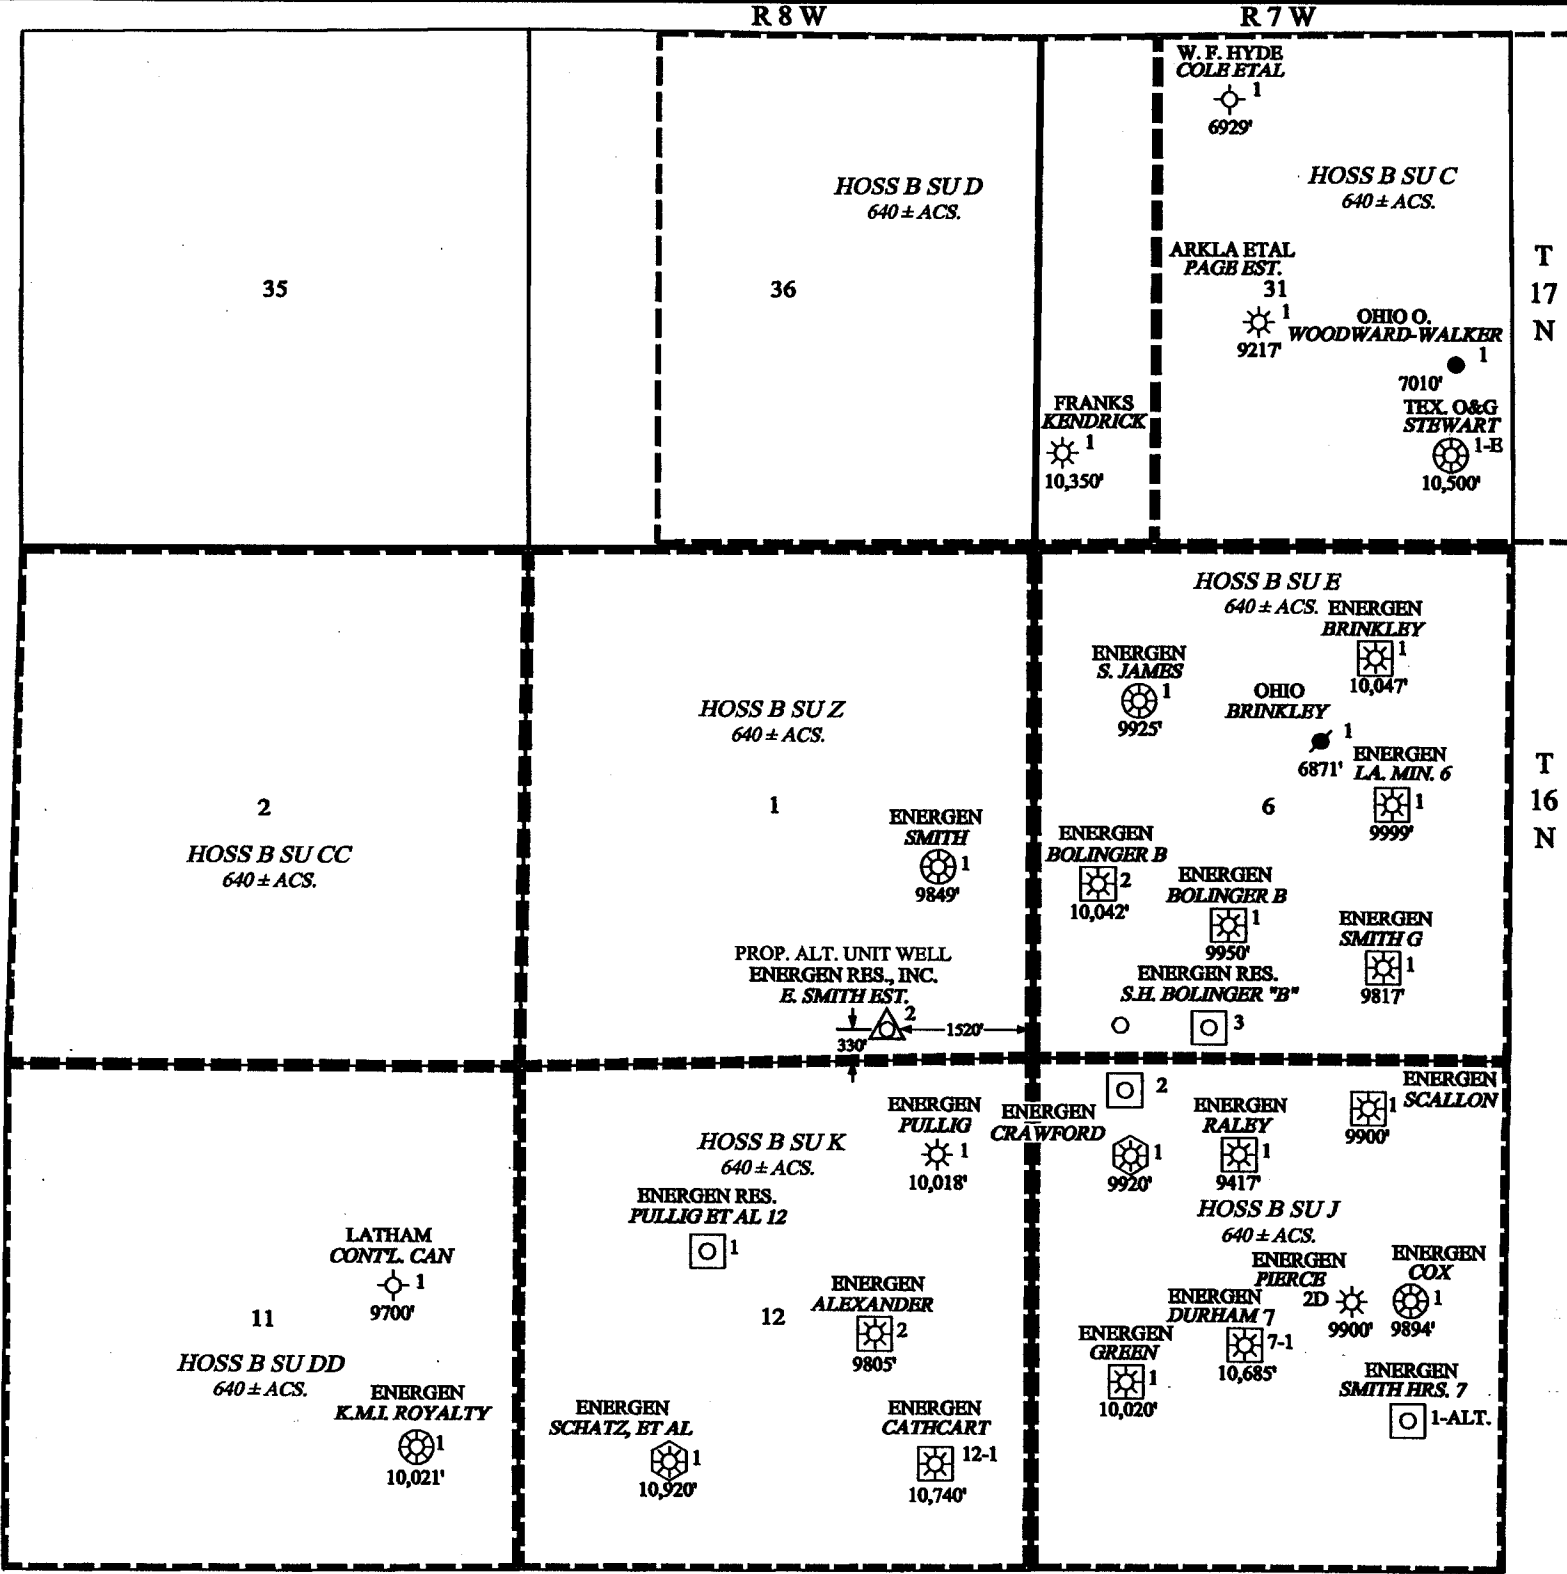 R 8 W
R 7 W
W. F. HYDE
COLE ETAL
1
6929'
HOSS B SU D
640 ± ACS.
HOSS B SU C
640 ± ACS.
T
17
N
35
36
ARKLA ETAL
PAGE EST.
31
1
9217'
OHIO O.
WOODWARD-WALKER
1
7010'
FRANKS
KENDRICK
1
10,350'
TEX. O&G
STEWART
1-E
10,500'
HOSS B SU E
640 ± ACS.
ENERGEN
BRINKLEY
1
10,047'
ENERGEN
S. JAMES
1
9925'
OHIO
BRINKLEY
1
6871'
ENERGEN
LA. MIN. 6
1
9999'
T
16
N
HOSS B SU Z
640 ± ACS.
2
HOSS B SU CC
640 ± ACS.
1
6
ENERGEN
SMITH
1
9849'
ENERGEN
BOLINGER B
2
10,042'
ENERGEN
BOLINGER B
1
9950'
ENERGEN
SMITH G
1
9817'
PROP. ALT. UNIT WELL
ENERGEN RES., INC.
E. SMITH EST.
2
1520'
330'
ENERGEN RES.
S.H. BOLINGER "B"
3
2
ENERGEN
SCALLON
1
9900'
ENERGEN
PULLIG
1
10,018'
ENERGEN
CRAWFORD
1
9920'
ENERGEN
RALEY
1
9417'
HOSS B SU K
640 ± ACS.
HOSS B SU J
640 ± ACS.
ENERGEN RES.
PULLIG ET AL 12
1
LATHAM
CONT'L. CAN
1
9700'
11
HOSS B SU DD
640 ± ACS.
12
ENERGEN
ALEXANDER
2
9805'
ENERGEN
PIERCE
2D
9900'
ENERGEN
COX
1
9894'
ENERGEN
DURHAM 7
7-1
10,685'
ENERGEN
GREEN
1
10,020'
ENERGEN
SMITH HRS. 7
1-ALT.
ENERGEN
K.M.I. ROYALTY
1
10,021'
ENERGEN
SCHATZ, ET AL
1
10,920'
ENERGEN
CATHCART
12-1
10,740'